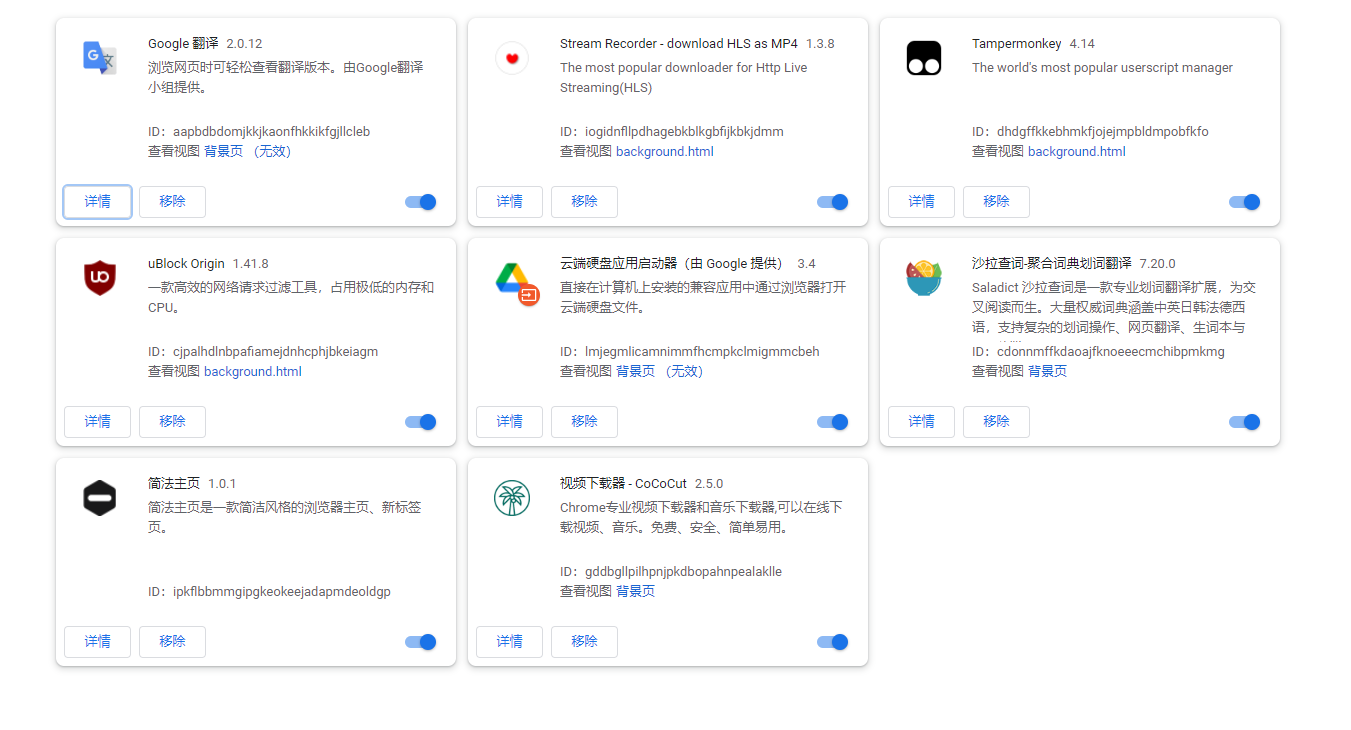 Google 翻译 2.0.12
浏览网页时可轻松查看翻译版本。由Google翻译
小组提供。
ID：aapbdbdomjkkjkaonfhkkikfgjllcleb
查看视图 背景页 （无效）
详情
移除
Stream Recorder - download HLS as MP4 1.3.8
The most popular downloader for Http Live
Streaming(HLS)
ID：iogidnfllpdhagebkblkgbfijkbkjdmm
查看视图 background.html
详情
移除
Tampermonkey 4.14
The world's most popular userscript manager
ID：dhdgffkkebhmkfjojejmpbldmpobfkfo
查看视图 background.html
详情
移除
uBlock Origin 1.41.8
一款高效的网络请求过滤工具，占用极低的内存和
CPU。
ID：cjpalhdlnbpafiamejdnhcphjbkeiagm
查看视图 background.html
详情
移除
云端硬盘应用启动器（由 Google 提供） 3.4
直接在计算机上安装的兼容应用中通过浏览器打开
云端硬盘文件。
ID：lmjegmlicamnimmfhcmpkclmigmmcbeh
查看视图 背景页 （无效）
详情
移除
沙拉查词-聚合词典划词翻译 7.20.0
Saladict 沙拉查词是一款专业划词翻译扩展，为交
叉阅读而生。大量权威词典涵盖中英日韩法德西
语，支持复杂的划词操作、网页翻译、生词本与
ID：cdonnmffkdaoajfknoeeecmchibpmkmg
查看视图 背景页
详情
移除
简法主页 1.0.1
简法主页是一款简洁风格的浏览器主页、新标签
页。
ID：ipkflbbmmgipgkeokeejadapmdeoldgp
详情
移除
视频下载器 - CoCoCut 2.5.0
Chrome专业视频下载器和音乐下载器,可以在线下
载视频、音乐。免费、安全、简单易用。
ID：gddbgllpilhpnjpkdbopahnpealaklle
查看视图 背景页
详情
移除